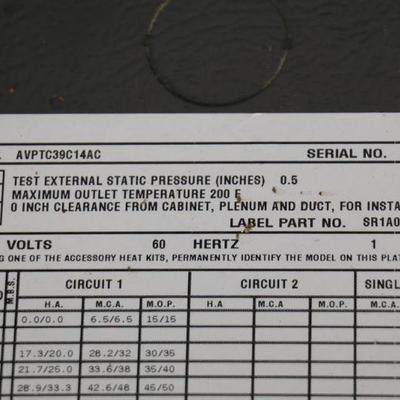 AVPTC39C14AC SERIAL NO.
TEST EXTERNAL STATIC PRESSURE (INCHES) 0.5
MAXIMUM OUTLET TEMPERATURE 200 F
0 INCH CLEARANCE FROM CABINET, PLENUM AND DUCT, FOR INSTA
LABEL PART NO. SR1A0
VOLTS 60 HERTZ 1
NG ONE OF THE ACCESSORY HEAT KITS, PERMANENTLY IDENTIFY THE MODEL ON THIS PLAT
M.B.S. CIRCUIT 1 CIRCUIT 2 SINGL
H.A. M.C.A. M.O.P. H.A. M.C.A M.O.P.
0.0/0.0 6.5/6.5 15/15
17.3/20.0 28.2/32 30/35
21.7/25.0 33.6/38 35/40
28.9/33.3 42.6/48 45/50